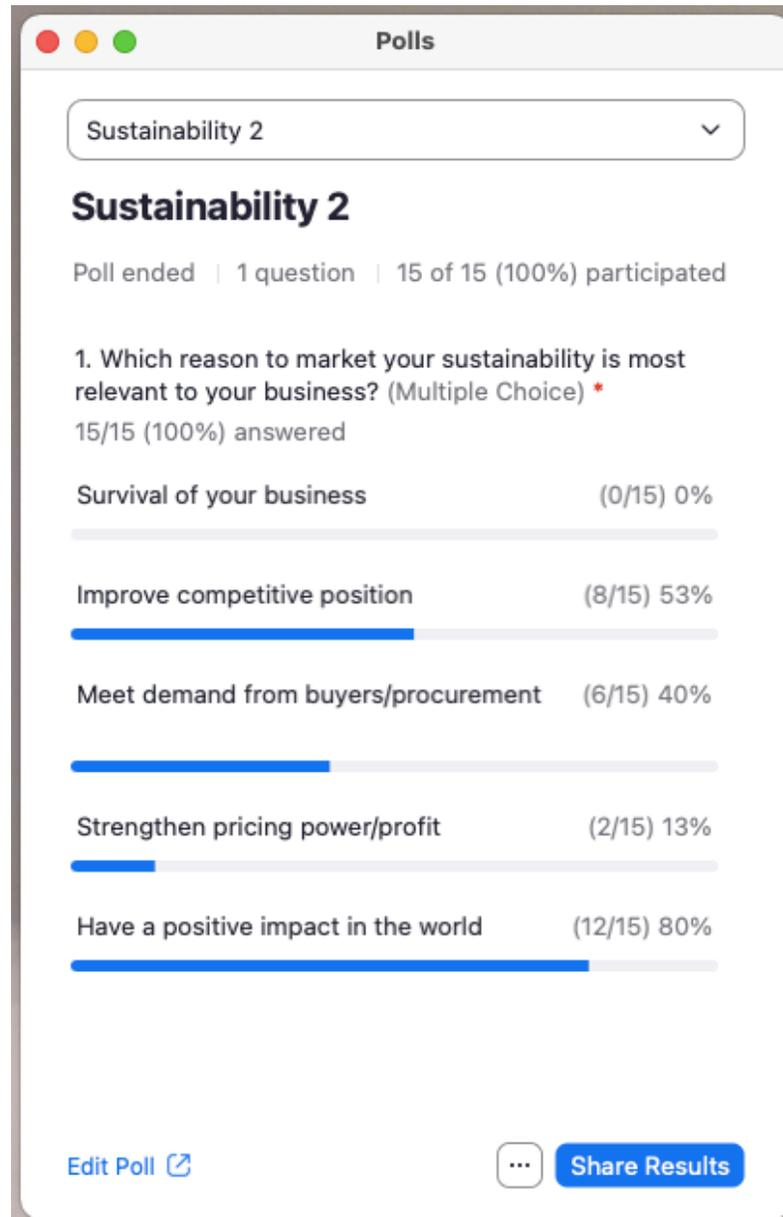 Polls
Sustainability 2
Sustainability 2
Poll ended | 1 question | 15 of 15 (100%) participated
1. Which reason to market your sustainability is most
relevant to your business? (Multiple Choice) *
15/15 (100%) answered
Survival of your business (0/15) 0%
Improve competitive position (8/15) 53%
Meet demand from buyers/procurement (6/15) 40%
Strengthen pricing power/profit (2/15) 13%
Have a positive impact in the world (12/15) 80%
Edit Poll ... Share Results